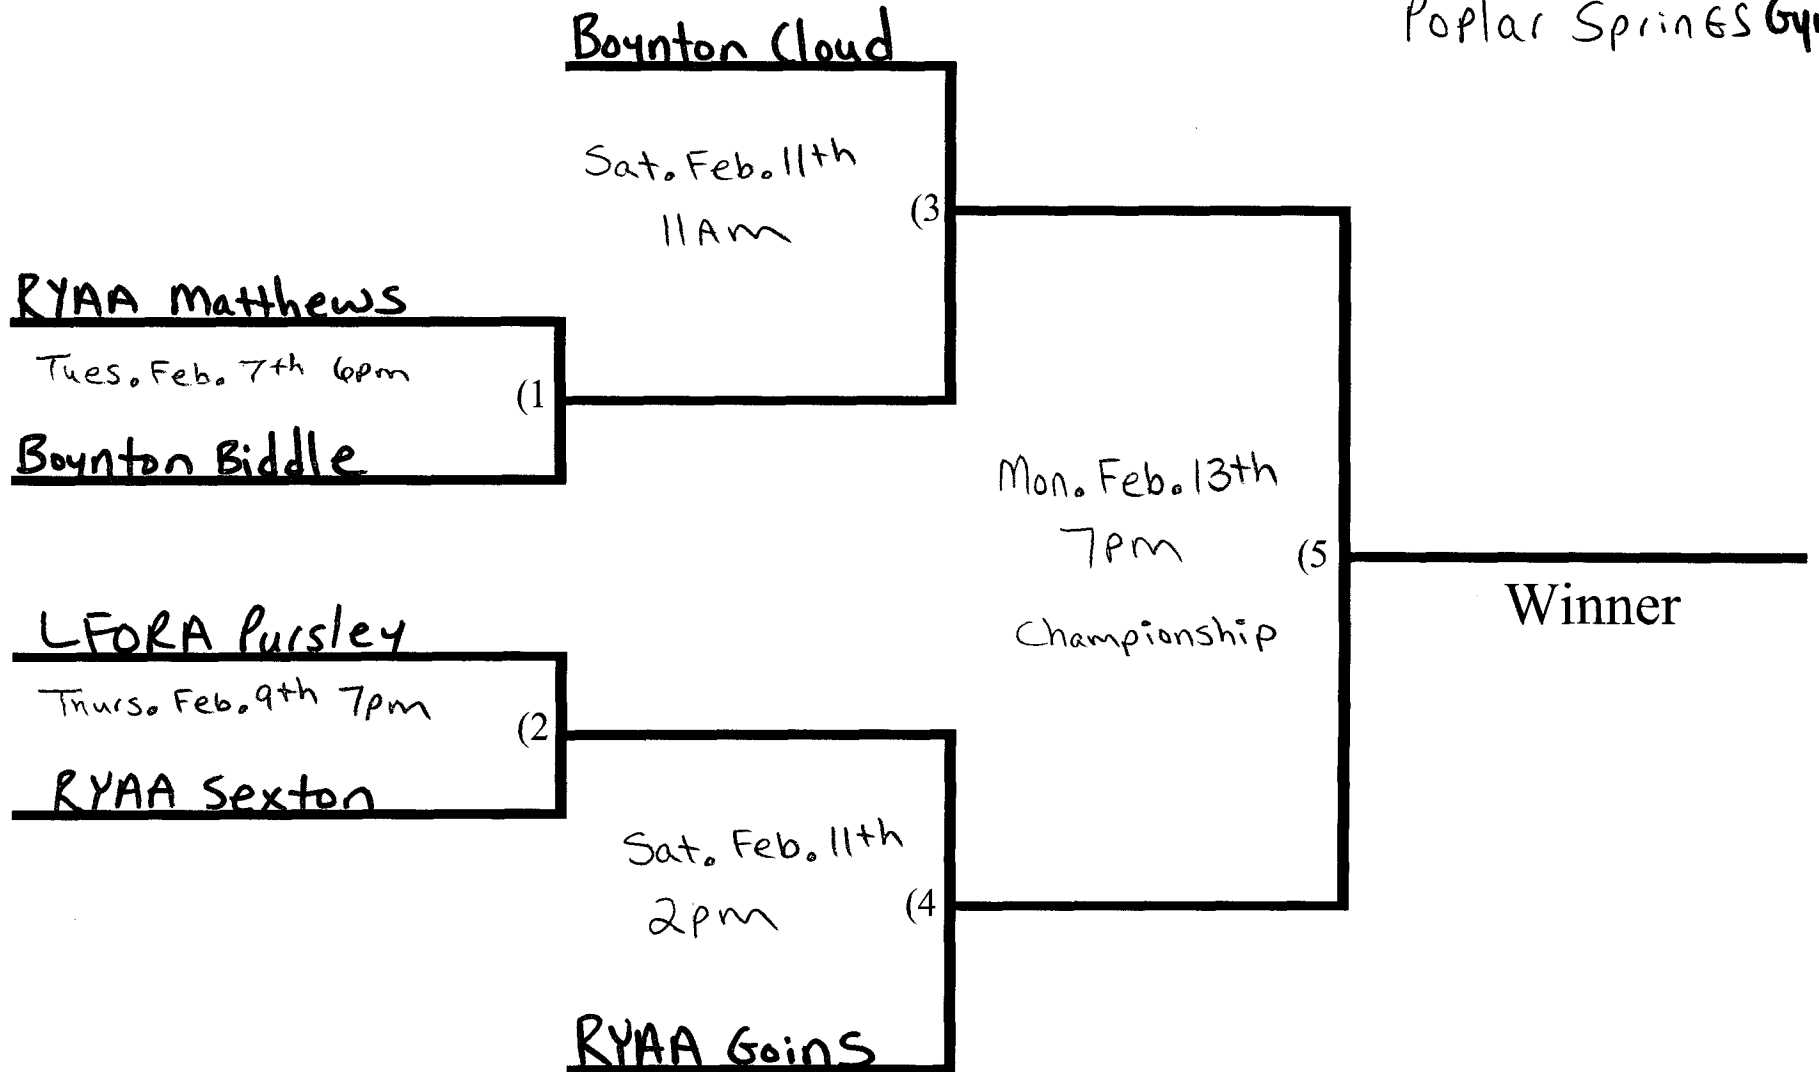 Poplar SprinGS
Boynton Cloud
Sat. Feb. 11th
11Am
(3
RYAA Matthews
Tues. Feb. 7th 6pm
(1
Boynton Biddle
Mon. Feb. 13th
7pm
(5
Championship
Winner
LFORA Pursley
Thurs. Feb. 9th 7pm
(2
RYAA Sexton
Sat. Feb. 11th
2pm
(4
RYAA Goins